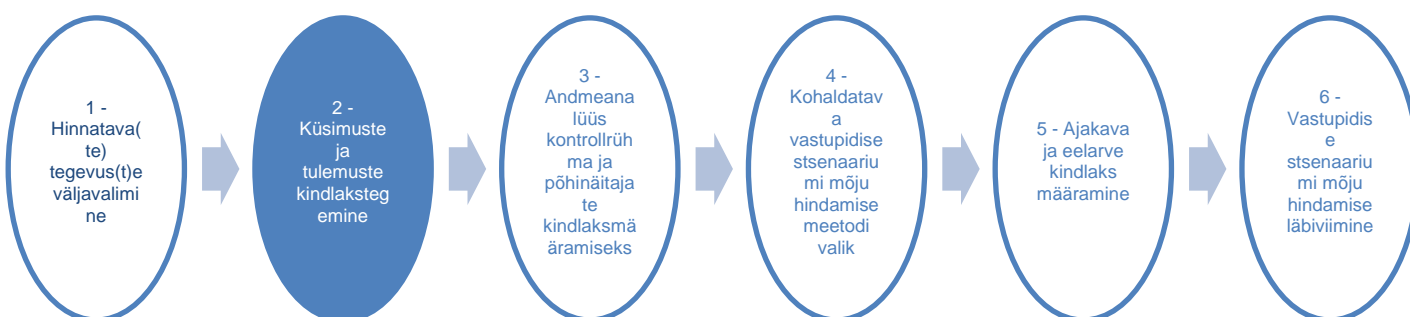 1 -
Hinnatava(
te)
tegevus(t)e
väljavalimi
ne
2 -
Küsimuste
ja
tulemuste
kindlaksteg
emine
3 -
Andmeana
lüüs
kontrollrüh
ma ja
põhinäitaja
te
kindlaksmä
äramiseks
4 -
Kohaldatav
a
vastupidise
stsenaariu
mi mõju
hindamise
meetodi
valik
5 - Ajakava
ja eelarve
kindlaks
määramine
6 -
Vastupidis
e
stsenaariu
mi mõju
hindamise
läbiviimine